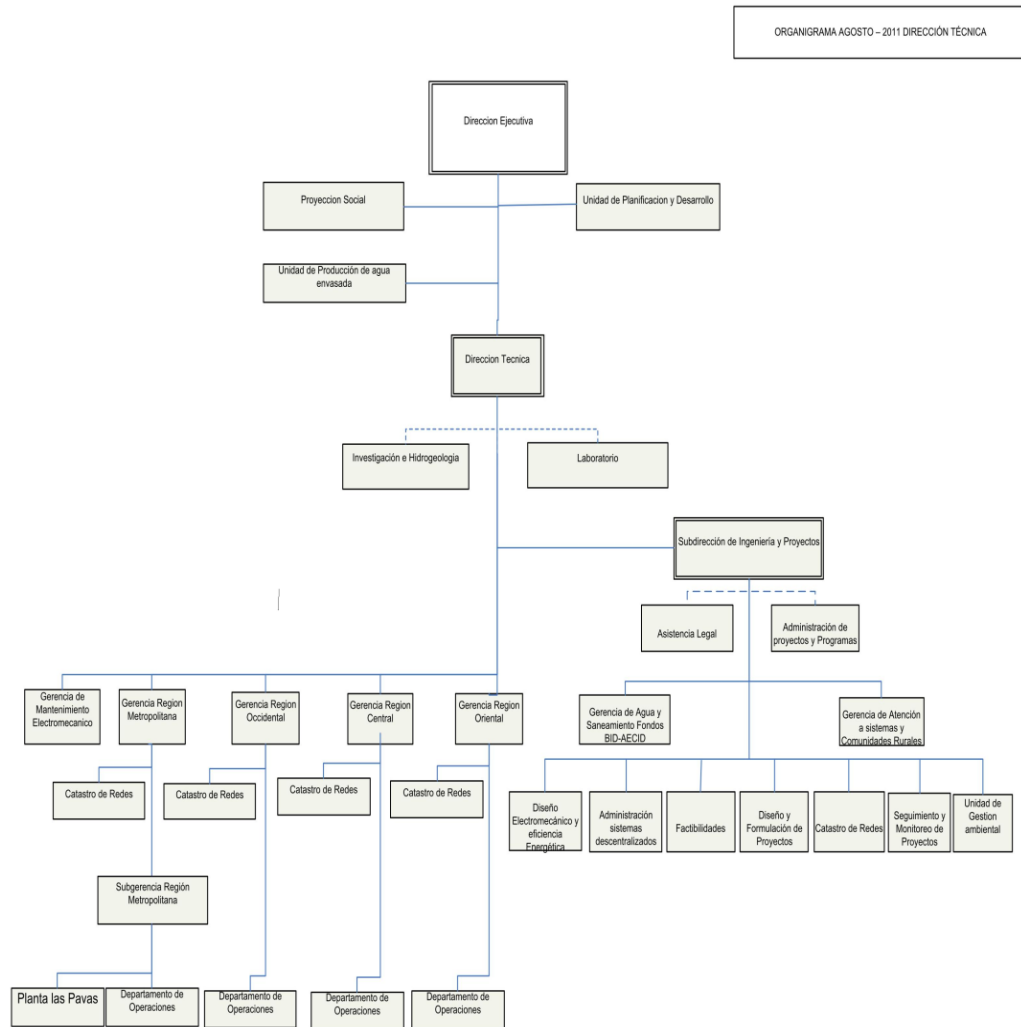 ORGANIGRAMA AGOSTO – 2011 DIRECCIÓN TÉCNICA
Direccion Ejecutiva
Proyeccion Social
Unidad de Planificacion y Desarrollo
Unidad de Producción de agua
envasada
Direccion Tecnica
Investigación e Hidrogeologia
Laboratorio
Subdirección de Ingeniería y Proyectos
Asistencia Legal
Administración de
proyectos y Programas
Gerencia de
Mantenimiento
Electromecanico
Gerencia Region
Metropolitana
Gerencia Region
Occidental
Gerencia Region
Central
Gerencia Region
Oriental
Gerencia de Agua y
Saneamiento Fondos
BID-AECID
Gerencia de Atención
a sistemas y
Comunidades Rurales
Catastro de Redes
Catastro de Redes
Catastro de Redes
Catastro de Redes
Diseño
Electromecánico y
eficiencia
Energética
Administración
sistemas
descentralizados
Factibilidades
Diseño y
Formulación de
Proyectos
Catastro de Redes
Seguimiento y
Monitoreo de
Proyectos
Unidad de
Gestion
ambiental
Subgerencia Región
Metropolitana
Planta las Pavas
Departamento de
Operaciones
Departamento de
Operaciones
Departamento de
Operaciones
Departamento de
Operaciones